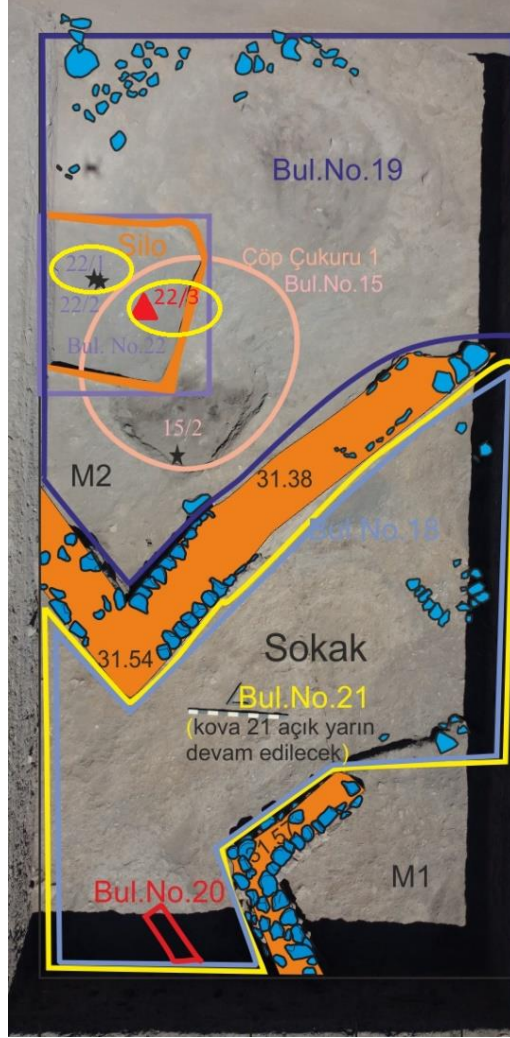 Bul.No.19
Silo
22/1
Cöp Çukuru 1
Bul.No.15
22/3
22/2
Bul. No.22
15/2
M2
31.38
Bul.No.18
31.54
Sokak
Bul.No.21
(kova 21 açık yarın
devam edilecek)
M1
Bul.No.20